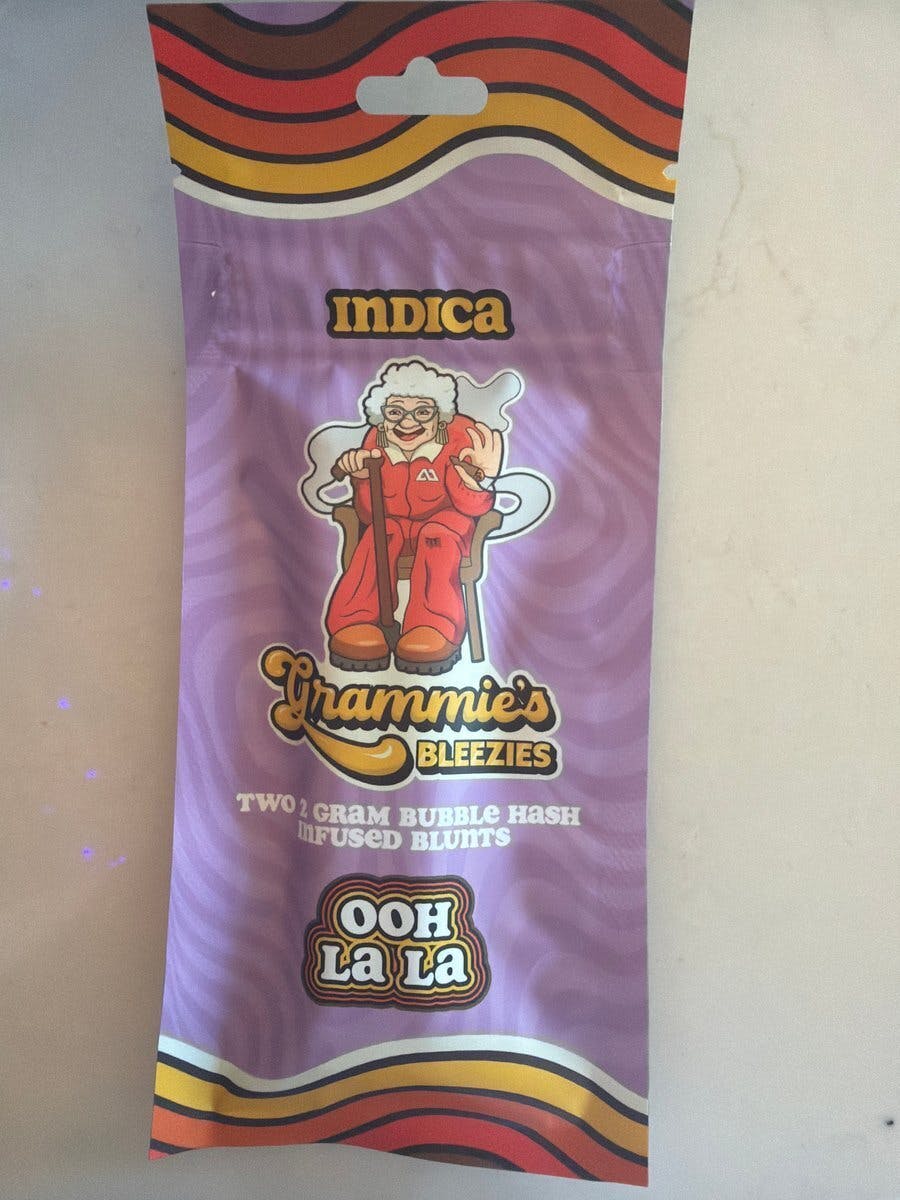 INDICA
Grammie's
BLEEZIES
TWO 2 GRAM BUBBLE HASH
INFUSED BLUNTS
OOH
La La